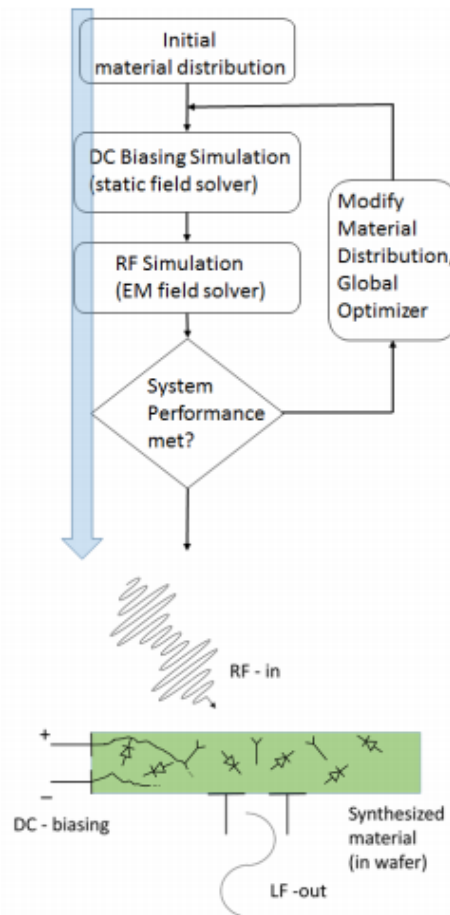 Initial
material distribution
DC Biasing Simulation
(static field solver)
RF Simulation
(EM field solver)
Modify
Material
Distribution,
Global
Optimizer
System
Performance
met?
RF - in
+
–
DC - biasing
Synthesized
material
(in wafer)
LF -out